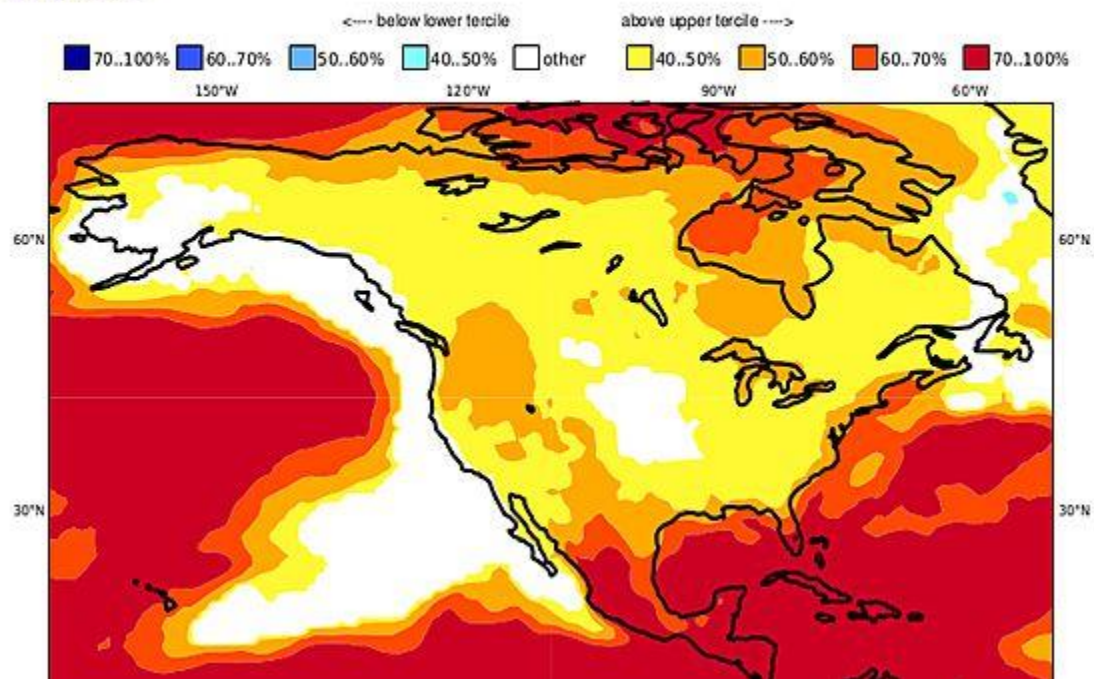 <---- below lower tercile above upper tercile ---->
70..100% 60..70% 50..60% 40..50% other 40..50% 50..60% 60..70% 70..100%
150°W 120°W 90°W 60°W
60°N 60°N
30°N 30°N